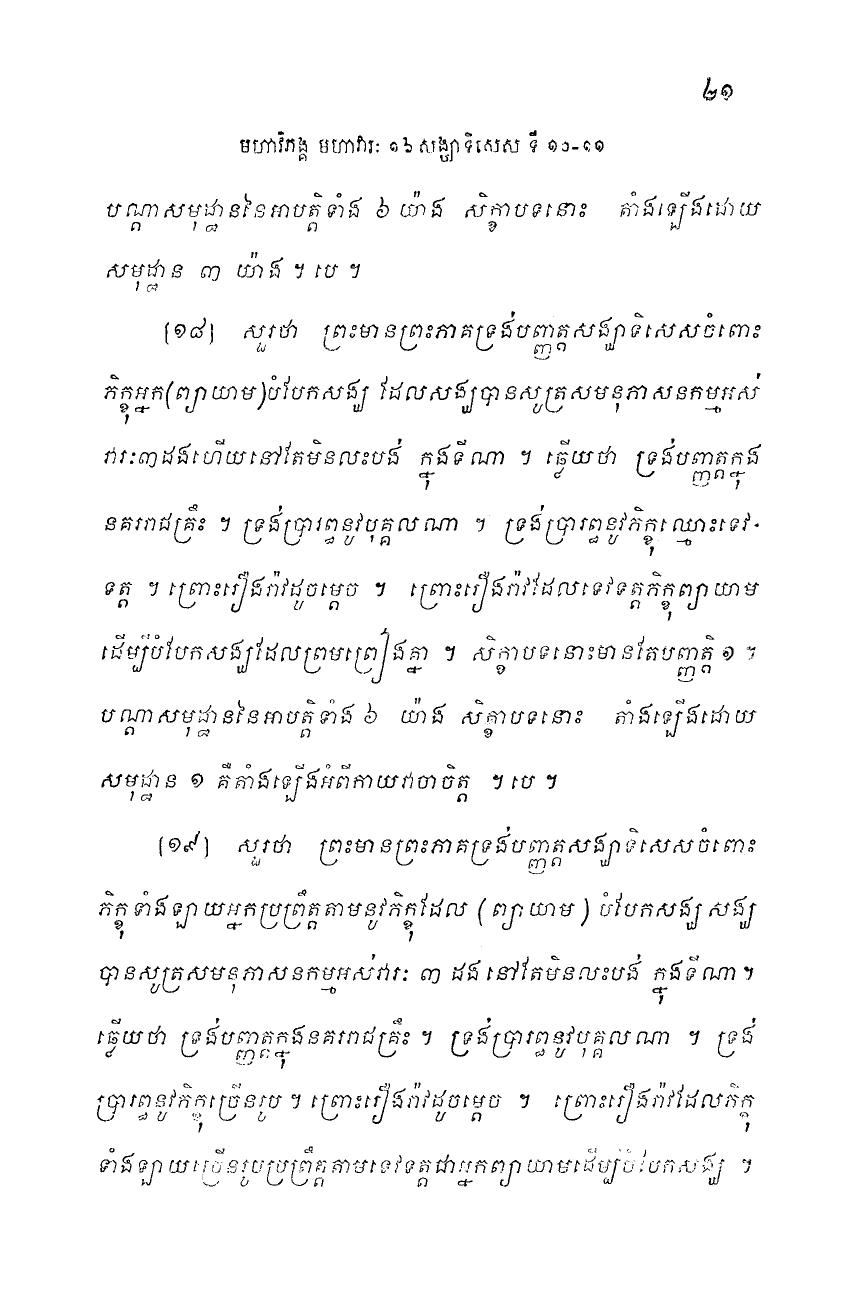 ២១
មហាវិភង្គ មហាវារៈ ១៦ សង្ឃាទិសេស ទី ១០-១១
បណ្តាសមុដ្ឋាននៃអាបត្តិទាំង ៦ យ៉ាង សិក្ខាបទនោះ តាំងឡើងដោយ
សមុដ្ឋាន ៣ យ៉ាង ។ បេ ។
[១៨] សួរថា ព្រះមានព្រះភាគទ្រង់បញ្ញត្តសង្ឃាទិសេសចំពោះ
ភិក្ខុអ្នក(ព្យាយាម)បំបែកសង្ឃ ដែលសង្ឃបានសូត្រសមនុភាសនកម្មអស់
វារៈ៣ដងហើយនៅតែមិនលះបង់ ក្នុងទីណា ។ ឆ្លើយថា ទ្រង់បញ្ញត្តក្នុង
នគររាជគ្រឹះ ។ ទ្រង់ប្រារព្ធនូវបុគ្គលណា ។ ទ្រង់ប្រារព្ធនូវភិក្ខុឈ្មោះទេវ-
ទត្ត ។ ព្រោះរឿងរ៉ាវដូចម្តេច ។ ព្រោះរឿងរ៉ាវដែលទេវទត្តភិក្ខុព្យាយាម
ដើម្បីបំបែកសង្ឃដែលព្រមព្រៀងគ្នា ។ សិក្ខាបទនោះមានតែបញ្ញត្តិ ១ ។
បណ្តាសមុដ្ឋាននៃអាបត្តិទាំង ៦ យ៉ាង សិក្ខាបទនោះ តាំងឡើងដោយ
សមុដ្ឋាន ១ គឺតាំងឡើងអំពីកាយវាចាចិត្ត ។ បេ ។
[១៩] សួរថា ព្រះមានព្រះភាគទ្រង់បញ្ញត្តសង្ឃាទិសេសចំពោះ
ភិក្ខុទាំងឡាយអ្នកប្រព្រឹត្តតាមនូវភិក្ខុដែល (ព្យាយាម) បំបែកសង្ឃ សង្ឃ
បានសូត្រសមនុភាសនកម្មអស់វារៈ ៣ ដង នៅតែមិនលះបង់ ក្នុងទីណា ។
ឆ្លើយថា ទ្រង់បញ្ញត្តក្នុងនគររាជគ្រឹះ ។ ទ្រង់ប្រារព្ធនូវបុគ្គលណា ។ ទ្រង់
ប្រារព្ធនូវភិក្ខុច្រើនរូប ។ ព្រោះរឿងរ៉ាវដូចម្តេច ។ ព្រោះរឿងរ៉ាវដែលភិក្ខុ
ទាំងឡាយច្រើនរូបប្រព្រឹត្តតាមទេវទត្តជាអ្នកព្យាយាមដើម្បីបំបែកសង្ឃ ។